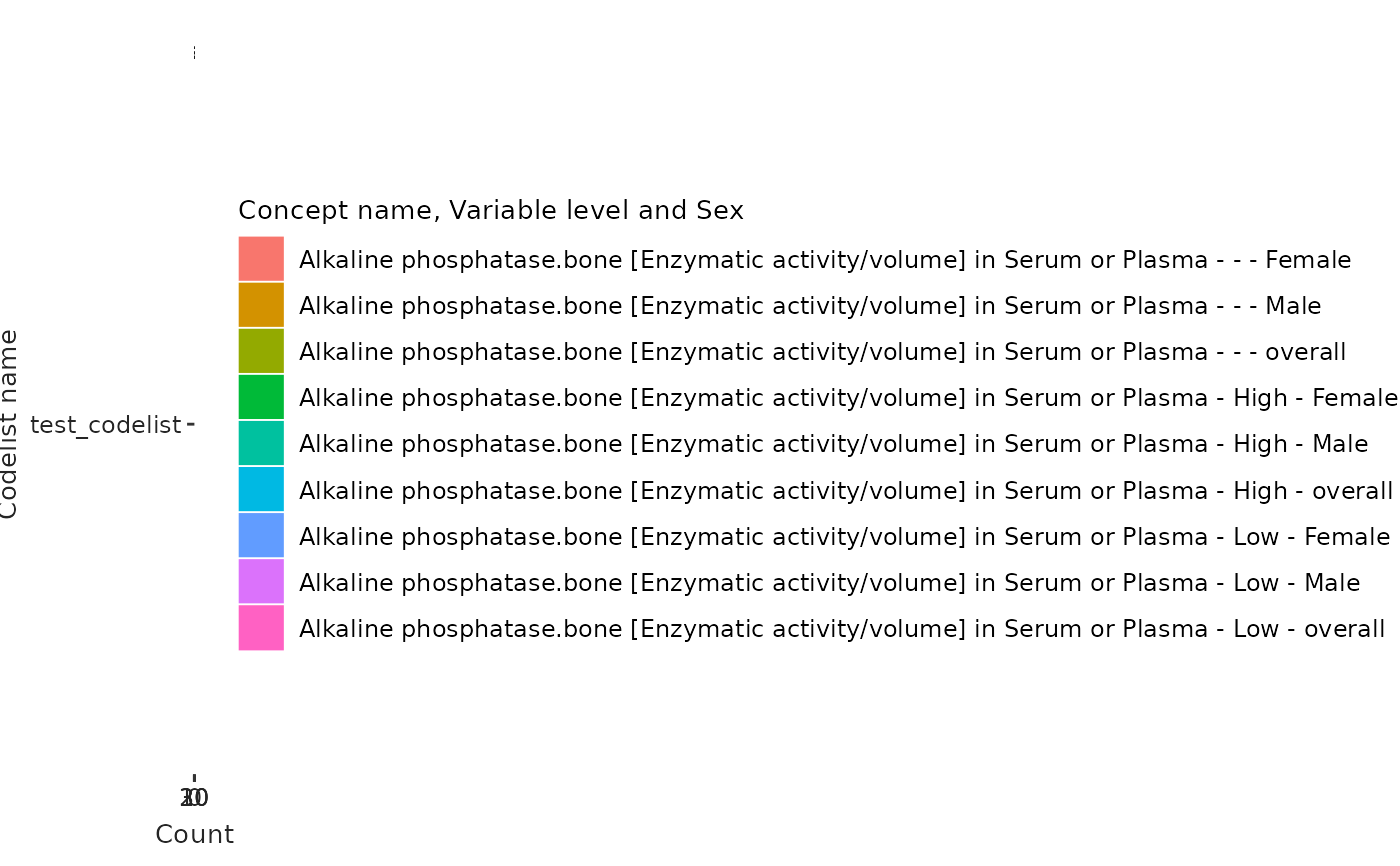 Concept name, Variable level and Sex
Alkaline phosphatase.bone [Enzymatic activity/volume] in Serum or Plasma - - - Female
Alkaline phosphatase.bone [Enzymatic activity/volume] in Serum or Plasma - - - Male
Alkaline phosphatase.bone [Enzymatic activity/volume] in Serum or Plasma - - - overall
Alkaline phosphatase.bone [Enzymatic activity/volume] in Serum or Plasma - High - Female
Alkaline phosphatase.bone [Enzymatic activity/volume] in Serum or Plasma - High - Male
Alkaline phosphatase.bone [Enzymatic activity/volume] in Serum or Plasma - High - overall
Alkaline phosphatase.bone [Enzymatic activity/volume] in Serum or Plasma - Low - Female
Alkaline phosphatase.bone [Enzymatic activity/volume] in Serum or Plasma - Low - Male
Alkaline phosphatase.bone [Enzymatic activity/volume] in Serum or Plasma - Low - overall
Codelist name
test_codelist
Count